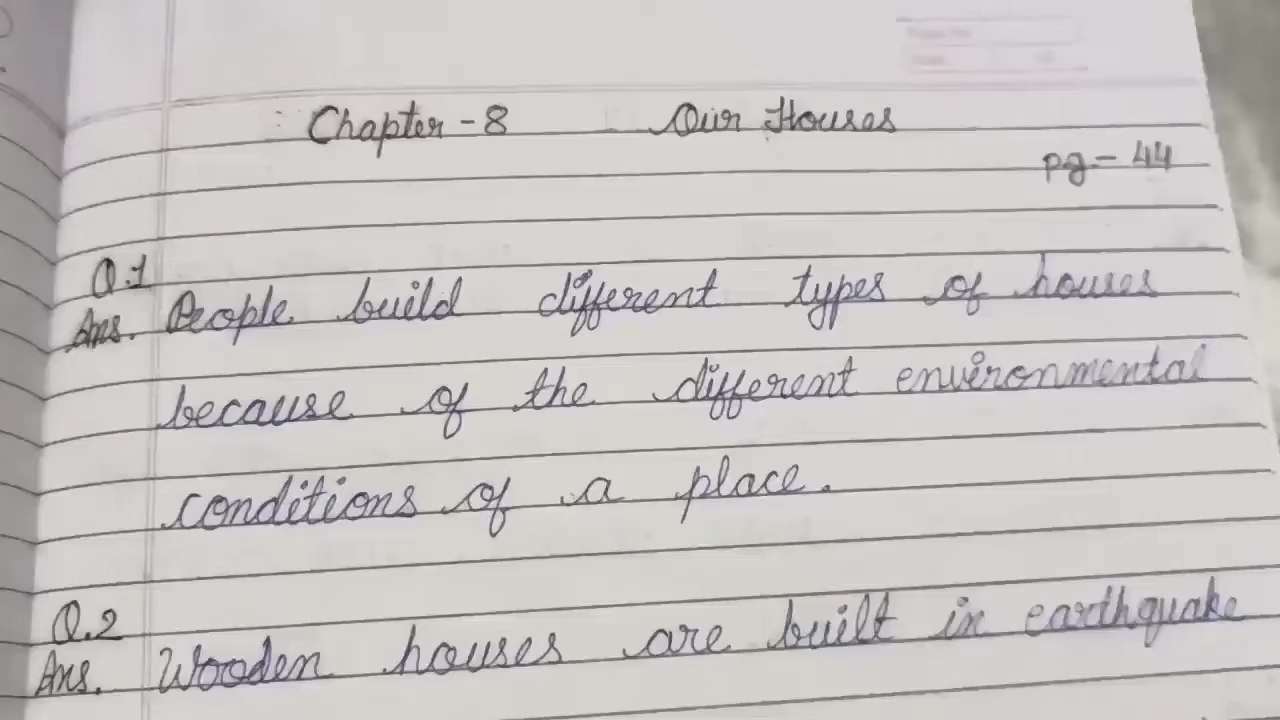 Chapter - 8 Our Houses
pg - 44
Q.1
Ans. People build different types of houses
because of the different environmental
conditions of a place.
Q.2
Ans. Wooden houses are built in earthquake